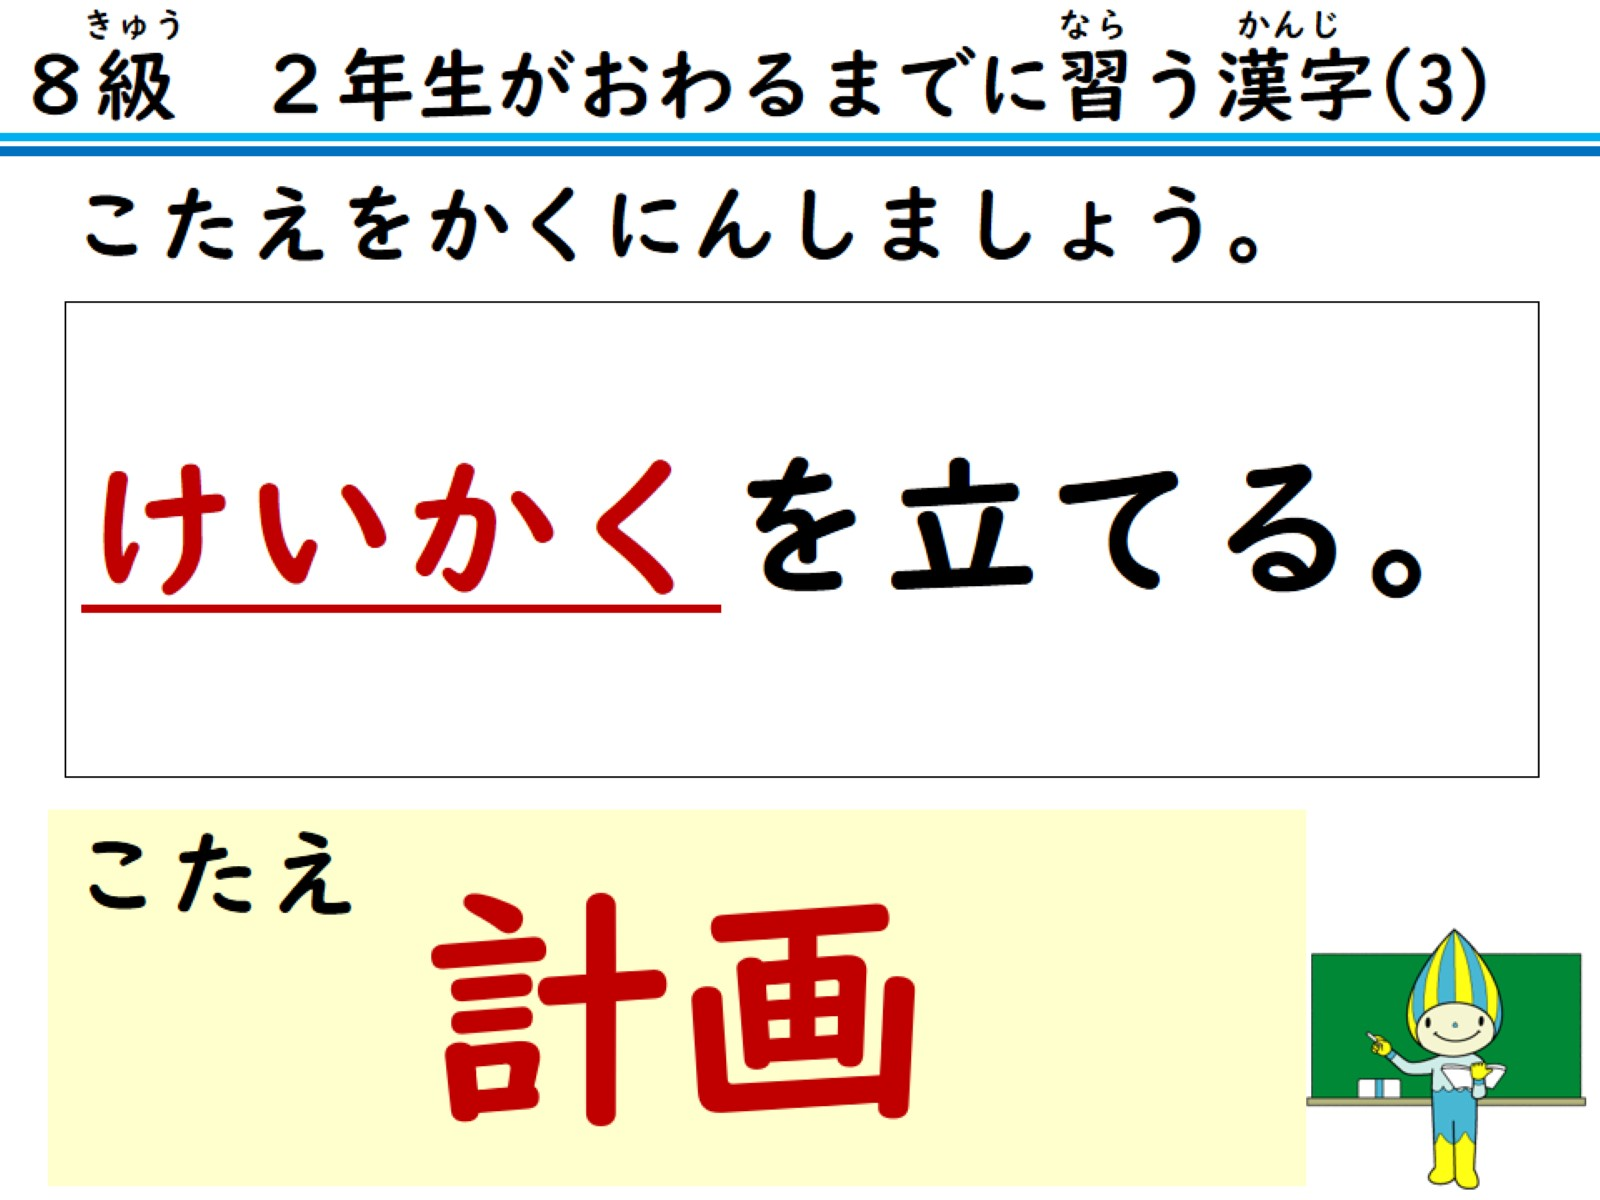 きゅう なら かんじ
８級　２年生がおわるまでに習う漢字(3)
こたえをかくにんしましょう。
けいかくを立てる。
こたえ
計画